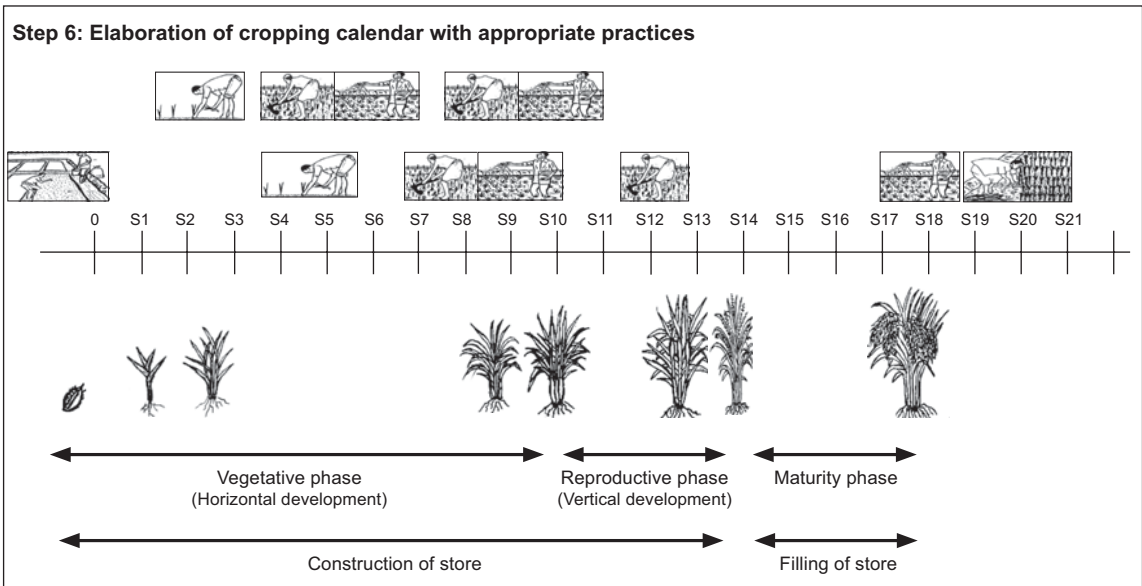 Step 6: Elaboration of cropping calendar with appropriate practices
0 S1 S2 S3 S4 S5 S6 S7 S8 S9 S10 S11 S12 S13 S14 S15 S16 S17 S18 S19 S20 S21
Vegetative phase Reproductive phase Maturity phase
(Horizontal development) (Vertical development)
Construction of store Filling of store